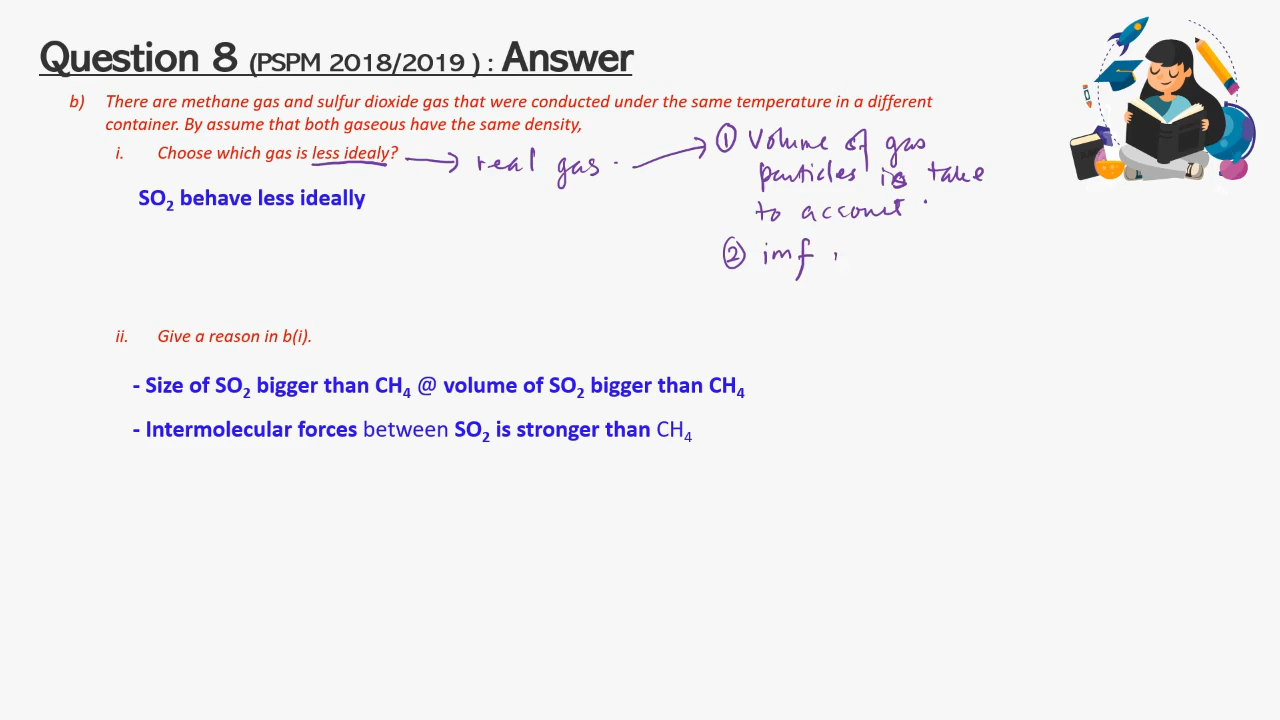 Question 8 (PSPM 2018/2019 ) : Answer
b) There are methane gas and sulfur dioxide gas that were conducted under the same temperature in a different
container. By assume that both gaseous have the same density,
i. Choose which gas is less idealy? → real gas . → ① Volume of gas
particles is take
to account .
② imf
SO₂ behave less ideally
ii. Give a reason in b(i).
- Size of SO₂ bigger than CH₄ @ volume of SO₂ bigger than CH₄
- Intermolecular forces between SO₂ is stronger than CH₄